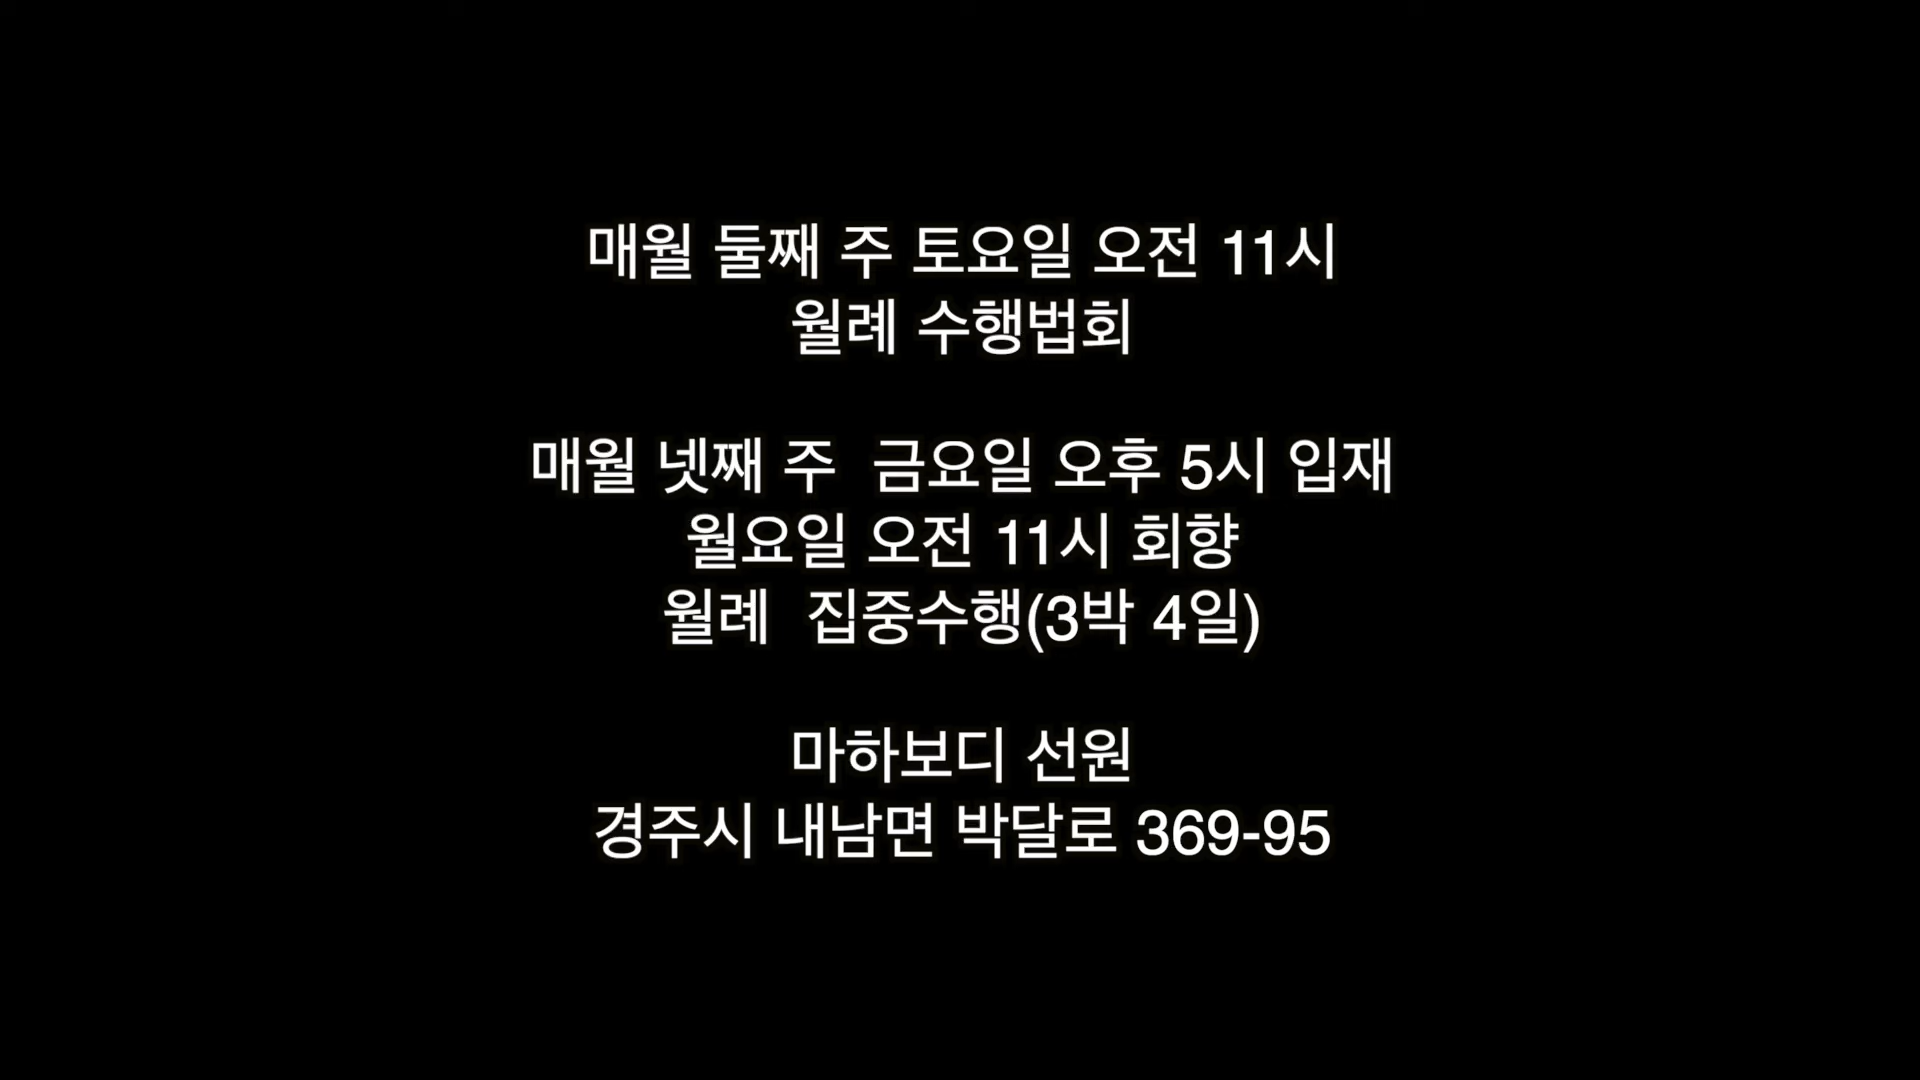 매월 둘째 주 토요일 오전 11시
월례 수행법회
매월 넷째 주  금요일 오후 5시 입재
월요일 오전 11시 회향
월례  집중수행(3박 4일)
마하보디 선원
경주시 내남면 박달로 369-95